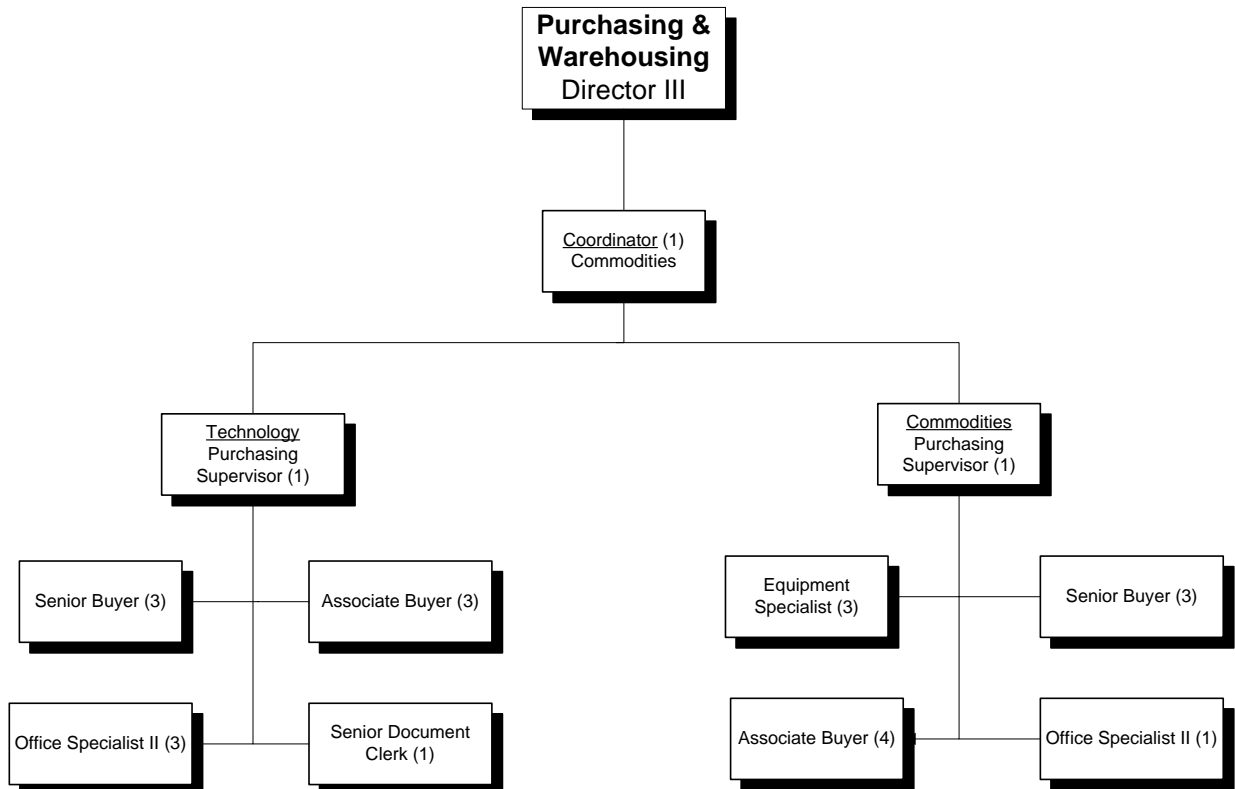 Purchasing &
Warehousing
Director III
Coordinator (1)
Commodities
Technology
Purchasing
Supervisor (1)
Commodities
Purchasing
Supervisor (1)
Senior Buyer (3)
Associate Buyer (3)
Equipment
Specialist (3)
Senior Buyer (3)
Office Specialist II (3)
Senior Document
Clerk (1)
Associate Buyer (4)
Office Specialist II (1)